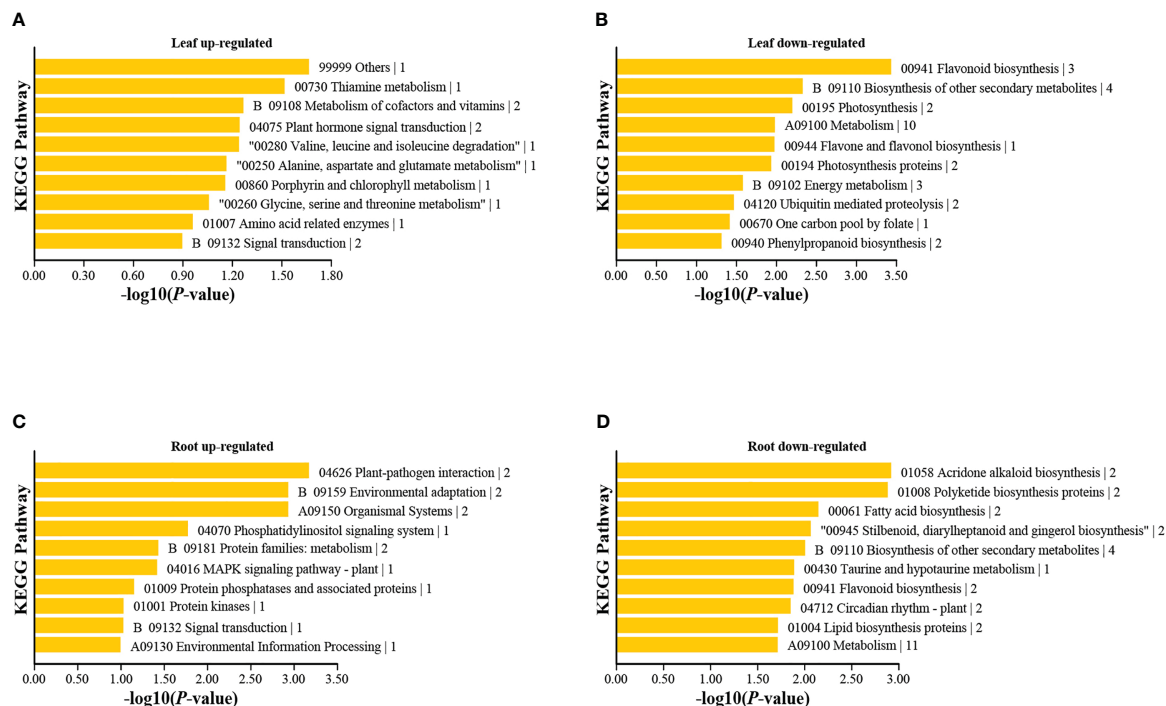 A
Leaf up-regulated
KEGG Pathway
99999 Others | 1
00730 Thiamine metabolism | 1
B 09108 Metabolism of cofactors and vitamins | 2
04075 Plant hormone signal transduction | 2
"00280 Valine, leucine and isoleucine degradation" | 1
"00250 Alanine, aspartate and glutamate metabolism" | 1
00860 Porphyrin and chlorophyll metabolism | 1
"00260 Glycine, serine and threonine metabolism" | 1
01007 Amino acid related enzymes | 1
B 09132 Signal transduction | 2
0.00 0.30 0.60 0.90 1.20 1.50 1.80
-log10(P-value)
B
Leaf down-regulated
KEGG Pathway
00941 Flavonoid biosynthesis | 3
B 09110 Biosynthesis of other secondary metebolites | 4
00195 Photosynthesis | 2
A09100 Metabolism | 10
00944 Flavone and flavonol biosynthesis | 1
00194 Photosynthesis proteins | 2
B 09102 Energy metabolism | 3
04120 Ubiquitin mediated proteolysis | 2
00670 One carbon pool by folate | 1
00940 Phenylpropanoid biosynthesis | 2
0.00 0.50 1.00 1.50 2.00 2.50 3.00 3.50
-log10(P-value)
C
Root up-regulated
KEGG Pathway
04626 Plant-pathogen interaction | 2
B 09159 Environmental adaptation | 2
A09150 Organismal Systems | 2
04070 Phosphatidylinositol signaling system | 1
B 09181 Protein families: metabolism | 2
04016 MAPK signaling pathway - plant | 1
01009 Protein phosphatases and associated proteins | 1
01001 Protein kinases | 1
B 09132 Signal transduction | 1
A09130 Environmental Information Processing | 1
0.00 0.50 1.00 1.50 2.00 2.50 3.00 3.50
-log10(P-value)
D
Root down-regulated
KEGG Pathway
01058 Acridone alkaloid biosynthesis | 2
01008 Polyketide biosynthesis proteins | 2
00061 Fatty acid biosynthesis | 2
"00945 Stilbenoid, diarylheptanoid and gingerol biosynthesis" | 2
B 09110 Biosynthesis of other secondary metabolites | 4
00430 Taurine and hypotaurine metabolism | 1
00941 Flavonoid biosynthesis | 2
04712 Circadian rhythm - plant | 2
01004 Lipid biosynthesis proteins | 2
A09100 Metabolism | 11
0.00 0.50 1.00 1.50 2.00 2.50 3.00
-log10(P-value)